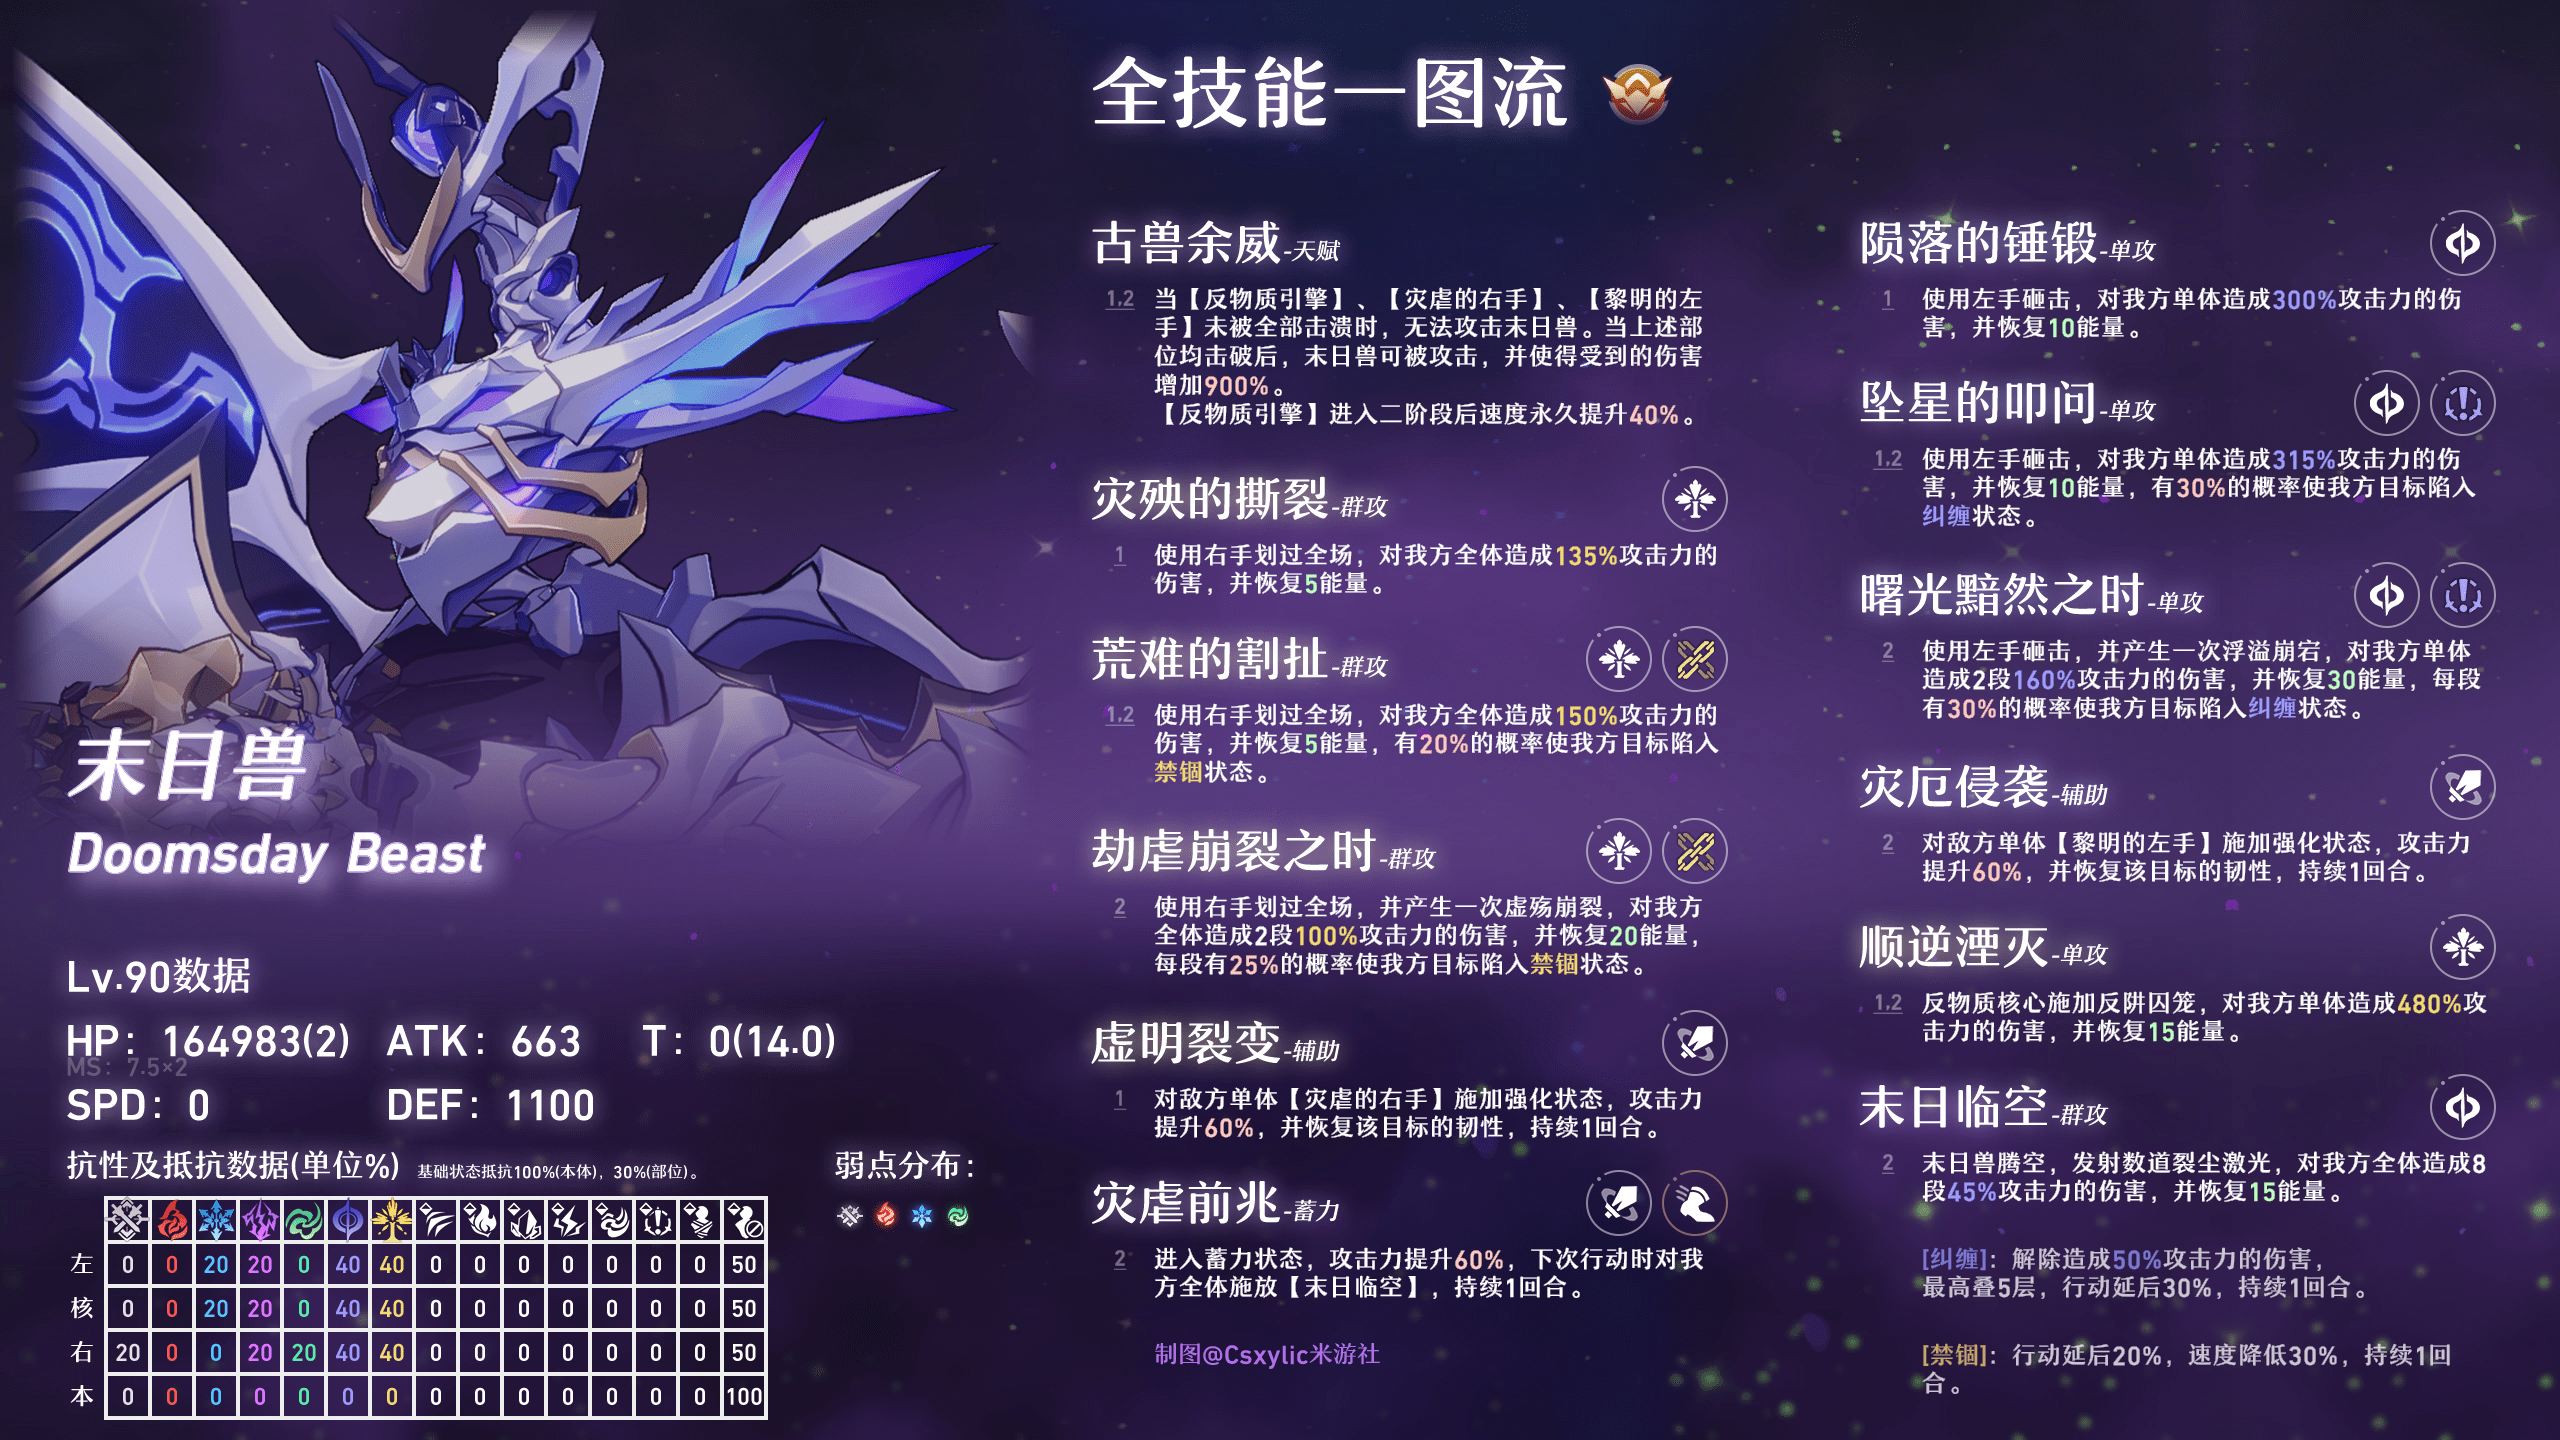 全技能一图流
末日兽
Doomsday Beast
Lv.90数据
HP：164983(2) ATK：663 T：0(14.0)
MS：7.5×2
SPD：0 DEF：1100
抗性及抵抗数据(单位%) 基础状态抵抗100%(本体)，30%(部位)。
弱点分布：
左 0 0 20 20 0 40 40 0 0 0 0 0 0 0 50
核 0 0 20 20 0 40 40 0 0 0 0 0 0 0 50
右 20 0 0 20 20 40 40 0 0 0 0 0 0 0 50
本 0 0 0 0 0 0 0 0 0 0 0 0 0 0 100
古兽余威-天赋
1,2 当【反物质引擎】、【灾虐的右手】、【黎明的左
手】未被全部击溃时，无法攻击末日兽。当上述部
位均击破后，末日兽可被攻击，并使得受到的伤害
增加900%。
【反物质引擎】进入二阶段后速度永久提升40%。
灾殃的撕裂-群攻
1 使用右手划过全场，对我方全体造成135%攻击力的
伤害，并恢复5能量。
荒难的割扯-群攻
1,2 使用右手划过全场，对我方全体造成150%攻击力的
伤害，并恢复5能量，有20%的概率使我方目标陷入
禁锢状态。
劫虐崩裂之时-群攻
2 使用右手划过全场，并产生一次虚殇崩裂，对我方
全体造成2段100%攻击力的伤害，并恢复20能量，
每段有25%的概率使我方目标陷入禁锢状态。
虚明裂变-辅助
1 对敌方单体【灾虐的右手】施加强化状态，攻击力
提升60%，并恢复该目标的韧性，持续1回合。
灾虐前兆-蓄力
2 进入蓄力状态，攻击力提升60%，下次行动时对我
方全体施放【末日临空】，持续1回合。
制图@Csxylic米游社
陨落的锤锻-单攻
1 使用左手砸击，对我方单体造成300%攻击力的伤
害，并恢复10能量。
坠星的叩问-单攻
1,2 使用左手砸击，对我方单体造成315%攻击力的伤
害，并恢复10能量，有30%的概率使我方目标陷入
纠缠状态。
曙光黯然之时-单攻
2 使用左手砸击，并产生一次浮溢崩宕，对我方单体
造成2段160%攻击力的伤害，并恢复30能量，每段
有30%的概率使我方目标陷入纠缠状态。
灾厄侵袭-辅助
2 对敌方单体【黎明的左手】施加强化状态，攻击力
提升60%，并恢复该目标的韧性，持续1回合。
顺逆湮灭-单攻
1,2 反物质核心施加反阱囚笼，对我方单体造成480%攻
击力的伤害，并恢复15能量。
末日临空-群攻
2 末日兽腾空，发射数道裂尘激光，对我方全体造成8
段45%攻击力的伤害，并恢复15能量。
[纠缠]：解除造成50%攻击力的伤害，
最高叠5层，行动延后30%，持续1回合。
[禁锢]：行动延后20%，速度降低30%，持续1回
合。